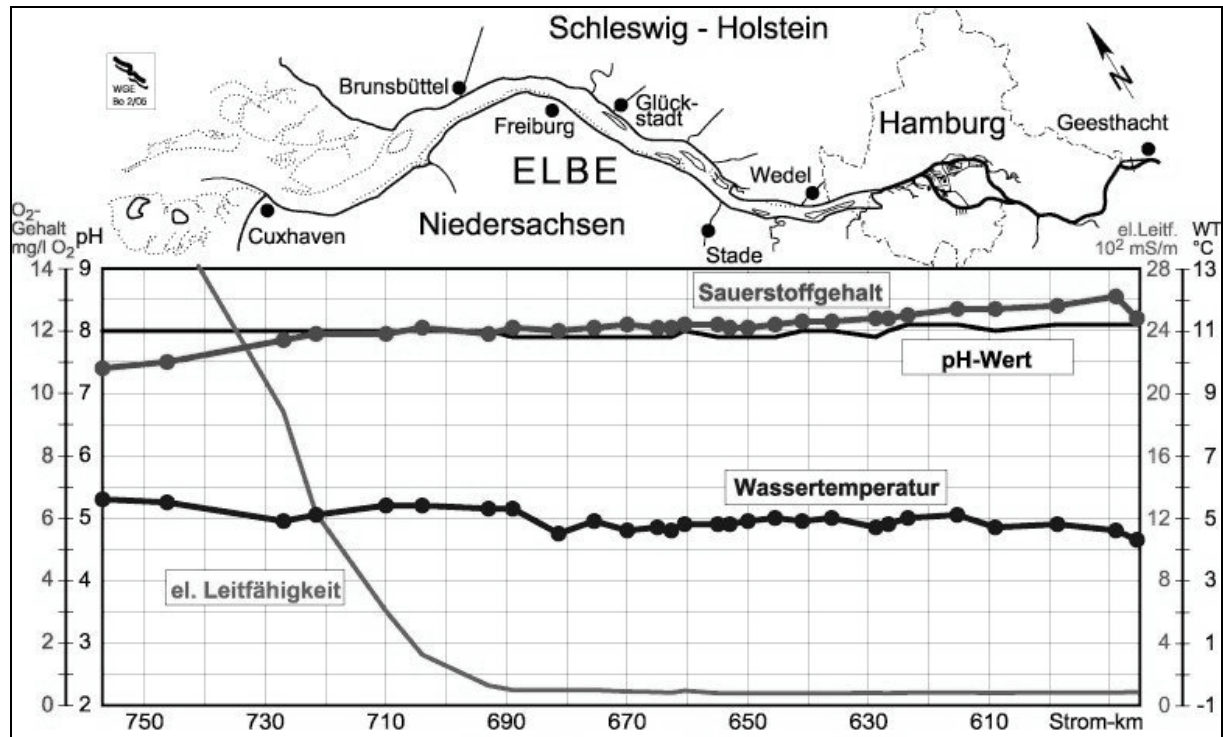 Schleswig - Holstein
WGE
Bo 2/05
Brunsbüttel
Glück-
stadt
Freiburg
Hamburg
Geesthacht
N
ELBE
Wedel
Niedersachsen
Cuxhaven
Stade
O₂-
Gehalt
mg/l O₂
pH
el.Leitf.
10² mS/m
WT
°C
14 9 28 13
Sauerstoffgehalt
12 8 24 11
pH-Wert
10 7 20 9
8 6 16 7
Wassertemperatur
6 5 12 5
el. Leitfähigkeit
4 4 8 3
2 3 4 1
0 2 0 -1
750 730 710 690 670 650 630 610 Strom-km